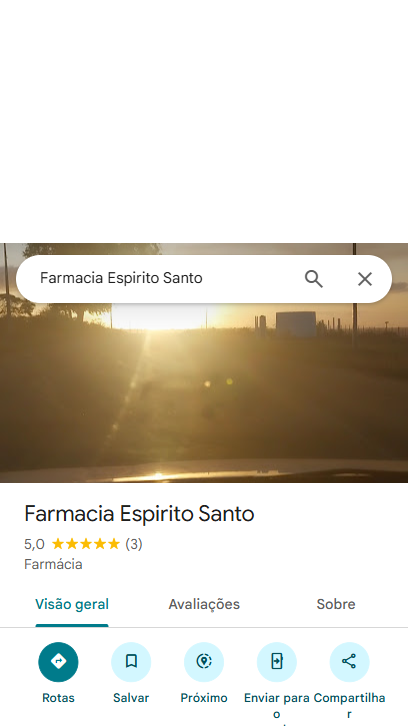 Farmacia Espirito Santo
Farmacia Espirito Santo
5,0 (3)
Farmácia
Visão geral Avaliações Sobre
Rotas Salvar Próximo Enviar para o Compartilhar